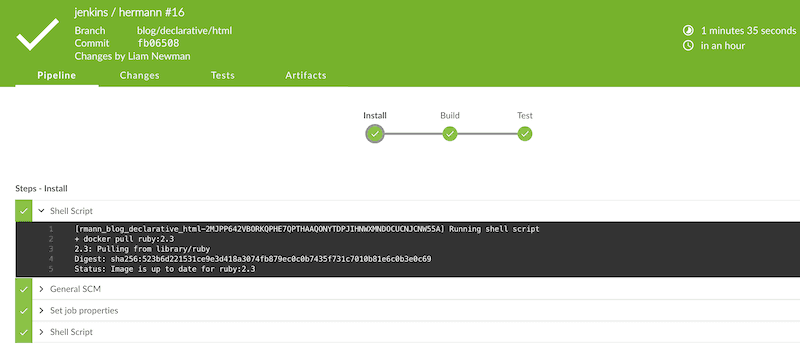 jenkins / hermann #16
Branch blog/declarative/html
Commit fb06508
Changes by Liam Newman
1 minutes 35 seconds
in an hour
Pipeline Changes Tests Artifacts
Install Build Test
Steps - Install
Shell Script
1 [rmann_blog_declarative_html-2MJPP642VBORKQPHE7QPTHAAQONYTDPJIHNWXMNDOCUCNJCNW55A] Running shell script
2 + docker pull ruby:2.3
3 2.3: Pulling from library/ruby
4 Digest: sha256:523b6d221531ce9e3d418a3074fb879ec0c0b7435f731c7010b81e6c0b3e0c69
5 Status: Image is up to date for ruby:2.3
General SCM
Set job properties
Shell Script